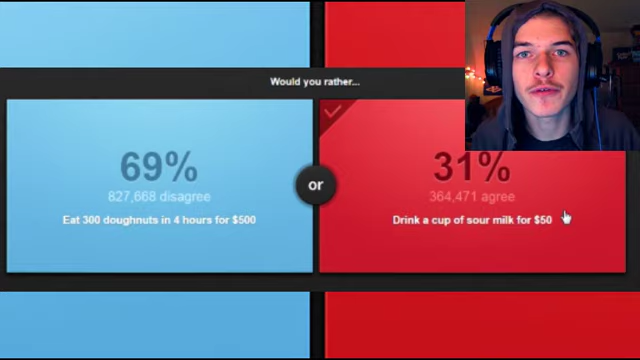 Would you rather...
69%
827,668 disagree
Eat 300 doughnuts in 4 hours for $500
or
31%
364,471 agree
Drink a cup of sour milk for $50